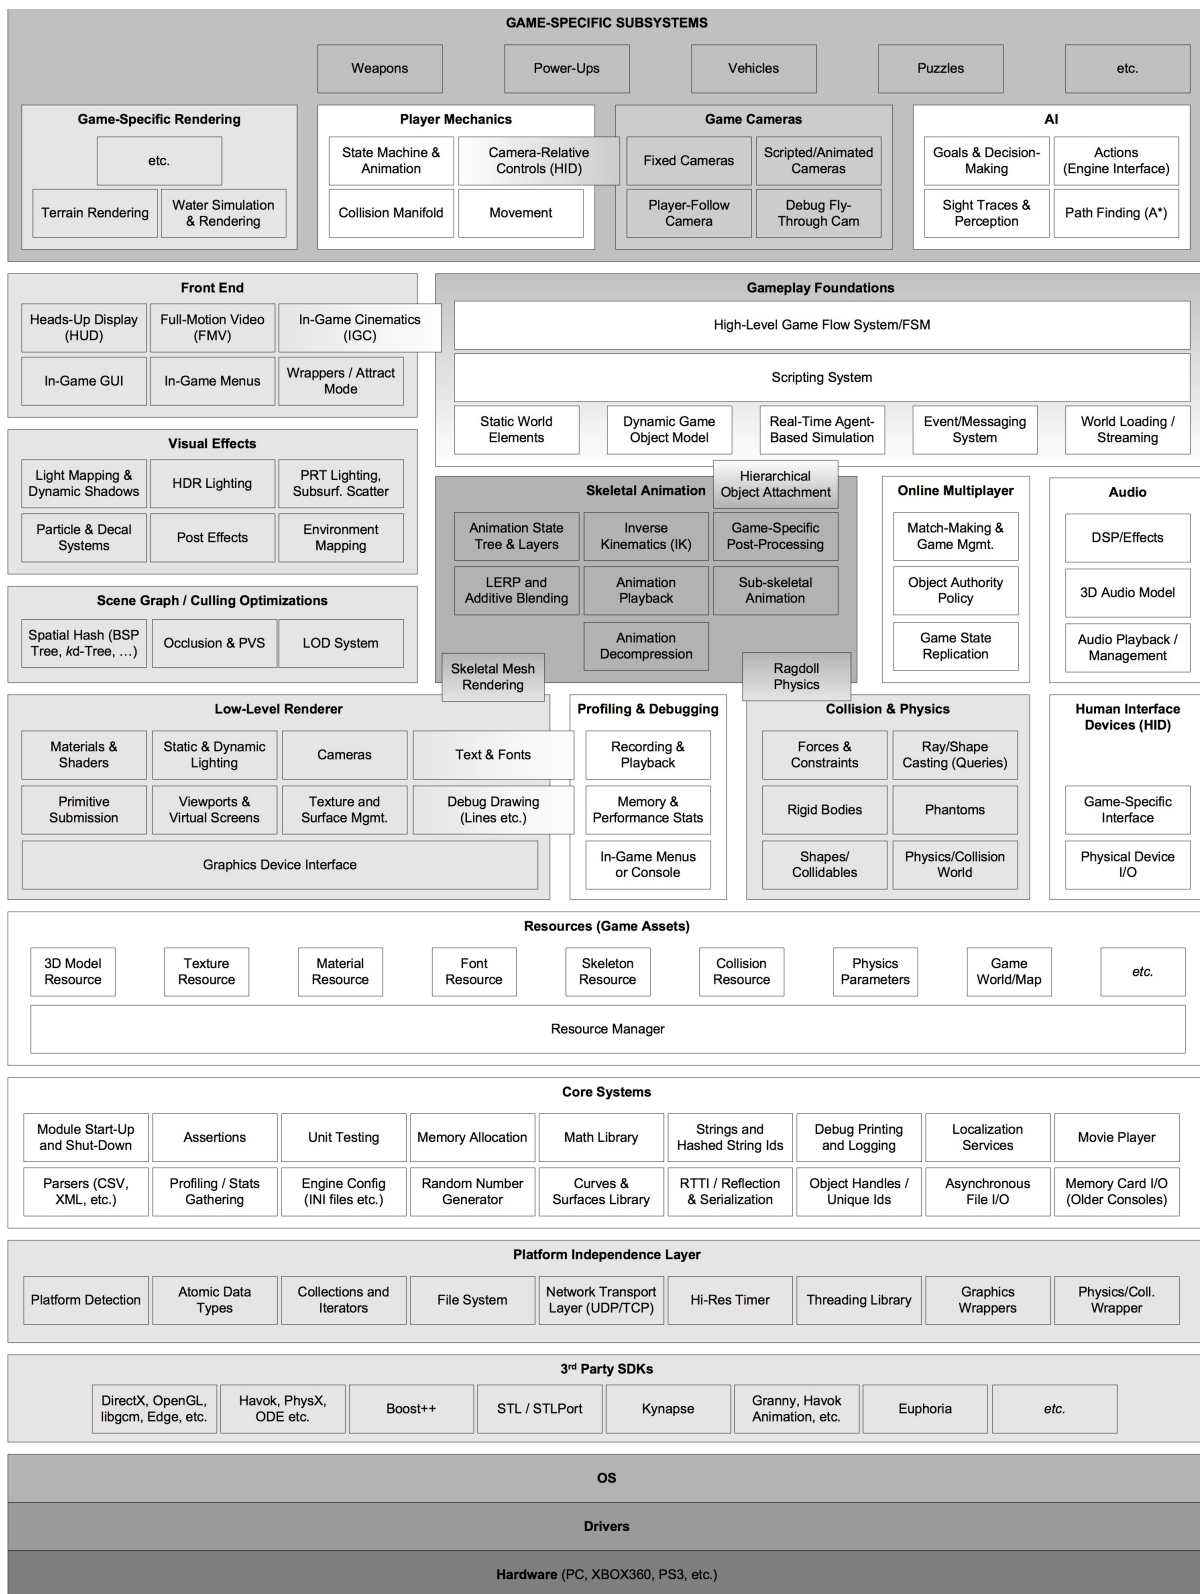 GAME-SPECIFIC SUBSYSTEMS
Weapons
Power-Ups
Vehicles
Puzzles
etc.
Game-Specific Rendering
etc.
Terrain Rendering
Water Simulation
& Rendering
Player Mechanics
State Machine &
Animation
Camera-Relative
Controls (HID)
Collision Manifold
Movement
Game Cameras
Fixed Cameras
Scripted/Animated
Cameras
Player-Follow
Camera
Debug Fly-
Through Cam
AI
Goals & Decision-
Making
Actions
(Engine Interface)
Sight Traces &
Perception
Path Finding (A*)
Front End
Heads-Up Display
(HUD)
Full-Motion Video
(FMV)
In-Game Cinematics
(IGC)
In-Game GUI
In-Game Menus
Wrappers / Attract
Mode
Gameplay Foundations
High-Level Game Flow System/FSM
Scripting System
Static World
Elements
Dynamic Game
Object Model
Real-Time Agent-
Based Simulation
Event/Messaging
System
World Loading /
Streaming
Visual Effects
Light Mapping &
Dynamic Shadows
HDR Lighting
PRT Lighting,
Subsurf. Scatter
Particle & Decal
Systems
Post Effects
Environment
Mapping
Skeletal Animation
Hierarchical
Object Attachment
Animation State
Tree & Layers
Inverse
Kinematics (IK)
Game-Specific
Post-Processing
LERP and
Additive Blending
Animation
Playback
Sub-skeletal
Animation
Animation
Decompression
Online Multiplayer
Match-Making &
Game Mgmt.
Object Authority
Policy
Game State
Replication
Audio
DSP/Effects
3D Audio Model
Audio Playback /
Management
Scene Graph / Culling Optimizations
Spatial Hash (BSP
Tree, kd-Tree, …)
Occlusion & PVS
LOD System
Skeletal Mesh
Rendering
Ragdoll
Physics
Low-Level Renderer
Materials &
Shaders
Static & Dynamic
Lighting
Cameras
Text & Fonts
Primitive
Submission
Viewports &
Virtual Screens
Texture and
Surface Mgmt.
Debug Drawing
(Lines etc.)
Graphics Device Interface
Profiling & Debugging
Recording &
Playback
Memory &
Performance Stats
In-Game Menus
or Console
Collision & Physics
Forces &
Constraints
Ray/Shape
Casting (Queries)
Rigid Bodies
Phantoms
Shapes/
Collidables
Physics/Collision
World
Human Interface
Devices (HID)
Game-Specific
Interface
Physical Device
I/O
Resources (Game Assets)
3D Model
Resource
Texture
Resource
Material
Resource
Font
Resource
Skeleton
Resource
Collision
Resource
Physics
Parameters
Game
World/Map
etc.
Resource Manager
Core Systems
Module Start-Up
and Shut-Down
Assertions
Unit Testing
Memory Allocation
Math Library
Strings and
Hashed String Ids
Debug Printing
and Logging
Localization
Services
Movie Player
Parsers (CSV,
XML, etc.)
Profiling / Stats
Gathering
Engine Config
(INI files etc.)
Random Number
Generator
Curves &
Surfaces Library
RTTI / Reflection
& Serialization
Object Handles /
Unique Ids
Asynchronous
File I/O
Memory Card I/O
(Older Consoles)
Platform Independence Layer
Platform Detection
Atomic Data
Types
Collections and
Iterators
File System
Network Transport
Layer (UDP/TCP)
Hi-Res Timer
Threading Library
Graphics
Wrappers
Physics/Coll.
Wrapper
3rd Party SDKs
DirectX, OpenGL,
libgcm, Edge, etc.
Havok, PhysX,
ODE etc.
Boost++
STL / STLPort
Kynapse
Granny, Havok
Animation, etc.
Euphoria
etc.
OS
Drivers
Hardware (PC, XBOX360, PS3, etc.)